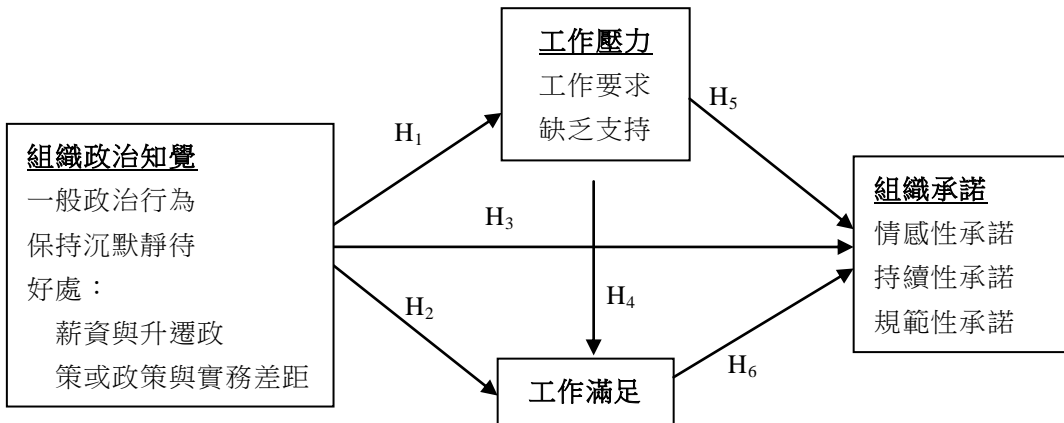 工作壓力
工作要求
缺乏支持
H₁
H₅
組織政治知覺
一般政治行為
保持沉默靜待
好處：
薪資與升遷政
策或政策與實務差距
H₃
組織承諾
情感性承諾
持續性承諾
規範性承諾
H₂
H₄
工作滿足
H₆